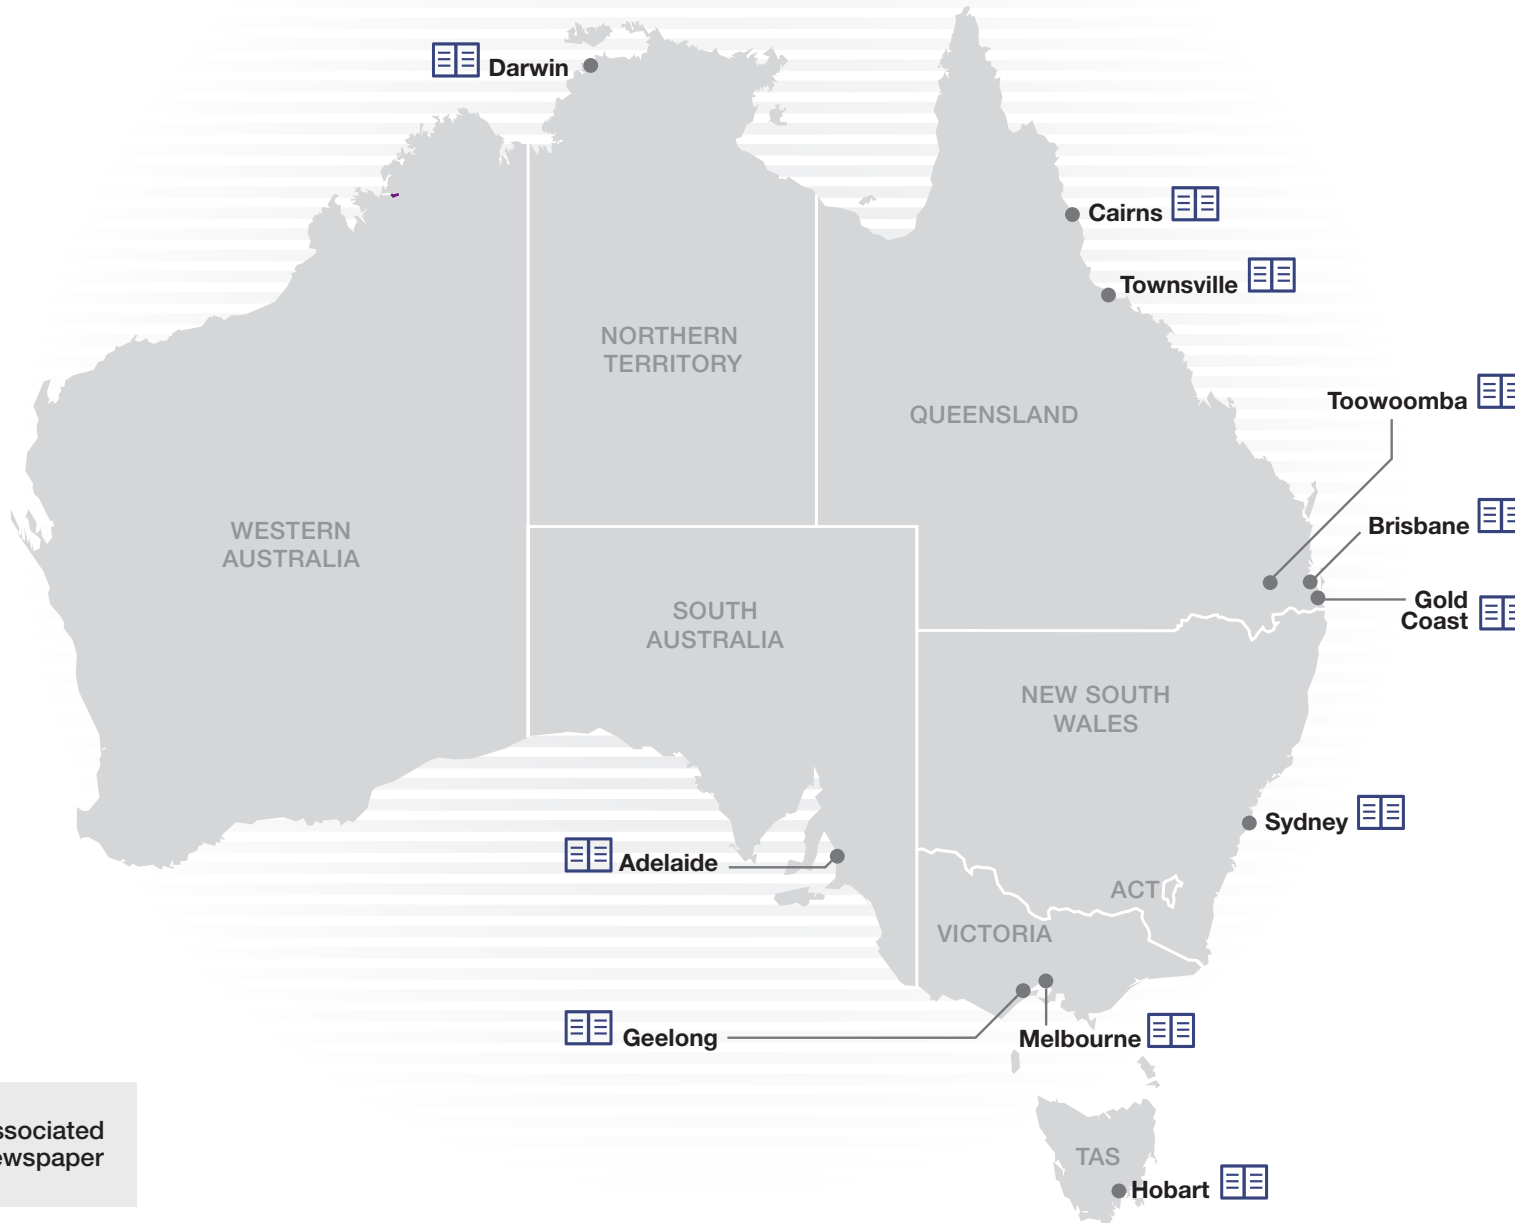 Darwin
Cairns
Townsville
NORTHERN
TERRITORY
Toowoomba
QUEENSLAND
WESTERN
AUSTRALIA
Brisbane
SOUTH
AUSTRALIA
Gold
Coast
NEW SOUTH
WALES
Sydney
Adelaide
ACT
VICTORIA
Geelong
Melbourne
ssociated
ewspaper
TAS
Hobart